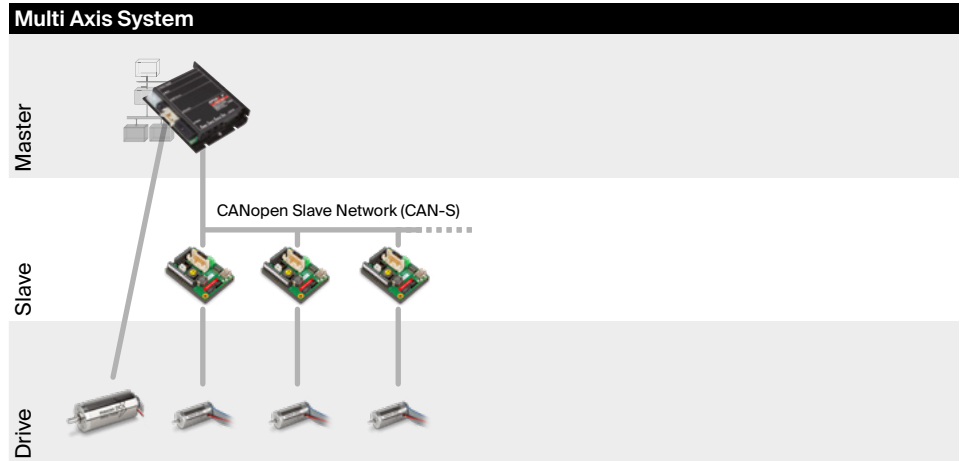 Multi Axis System
Master
CANopen Slave Network (CAN-S)
Slave
Drive